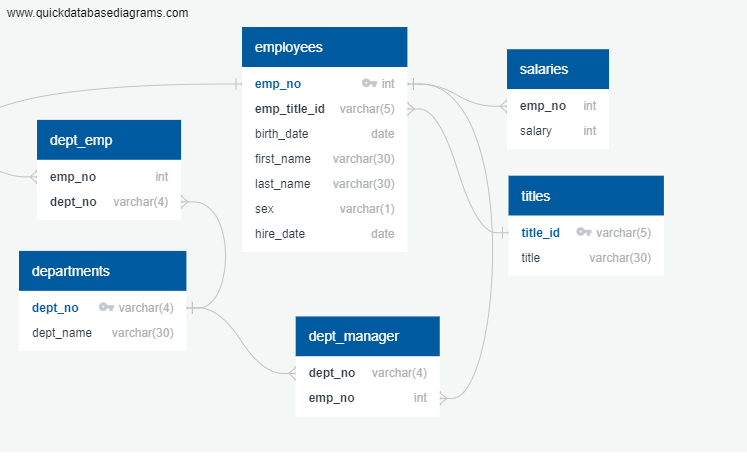 www.quickdatabasediagrams.com
employees
emp_no int
emp_title_id varchar(5)
birth_date date
first_name varchar(30)
last_name varchar(30)
sex varchar(1)
hire_date date
salaries
emp_no int
salary int
dept_emp
emp_no int
dept_no varchar(4)
titles
title_id varchar(5)
title varchar(30)
departments
dept_no varchar(4)
dept_name varchar(30)
dept_manager
dept_no varchar(4)
emp_no int